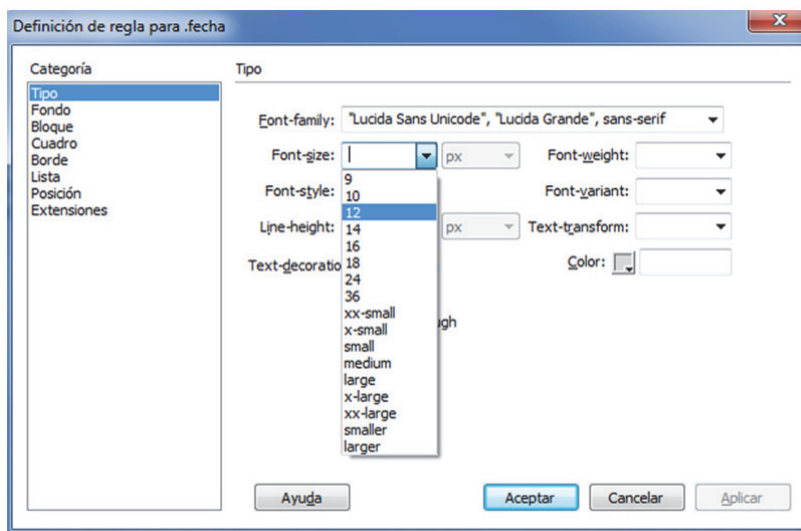 Definición de regla para .fecha
Categoría
Tipo
Fondo
Bloque
Cuadro
Borde
Lista
Posición
Extensiones
Tipo
Font-family: "Lucida Sans Unicode", "Lucida Grande", sans-serif
Font-size: px Font-weight:
Font-style: Font-variant:
Line-height: px Text-transform:
Text-decoratio Color:
9
10
12
14
16
18
24
36
xx-small
x-small
small
medium
large
x-large
xx-large
smaller
larger
ugh
Ayuda Aceptar Cancelar Aplicar